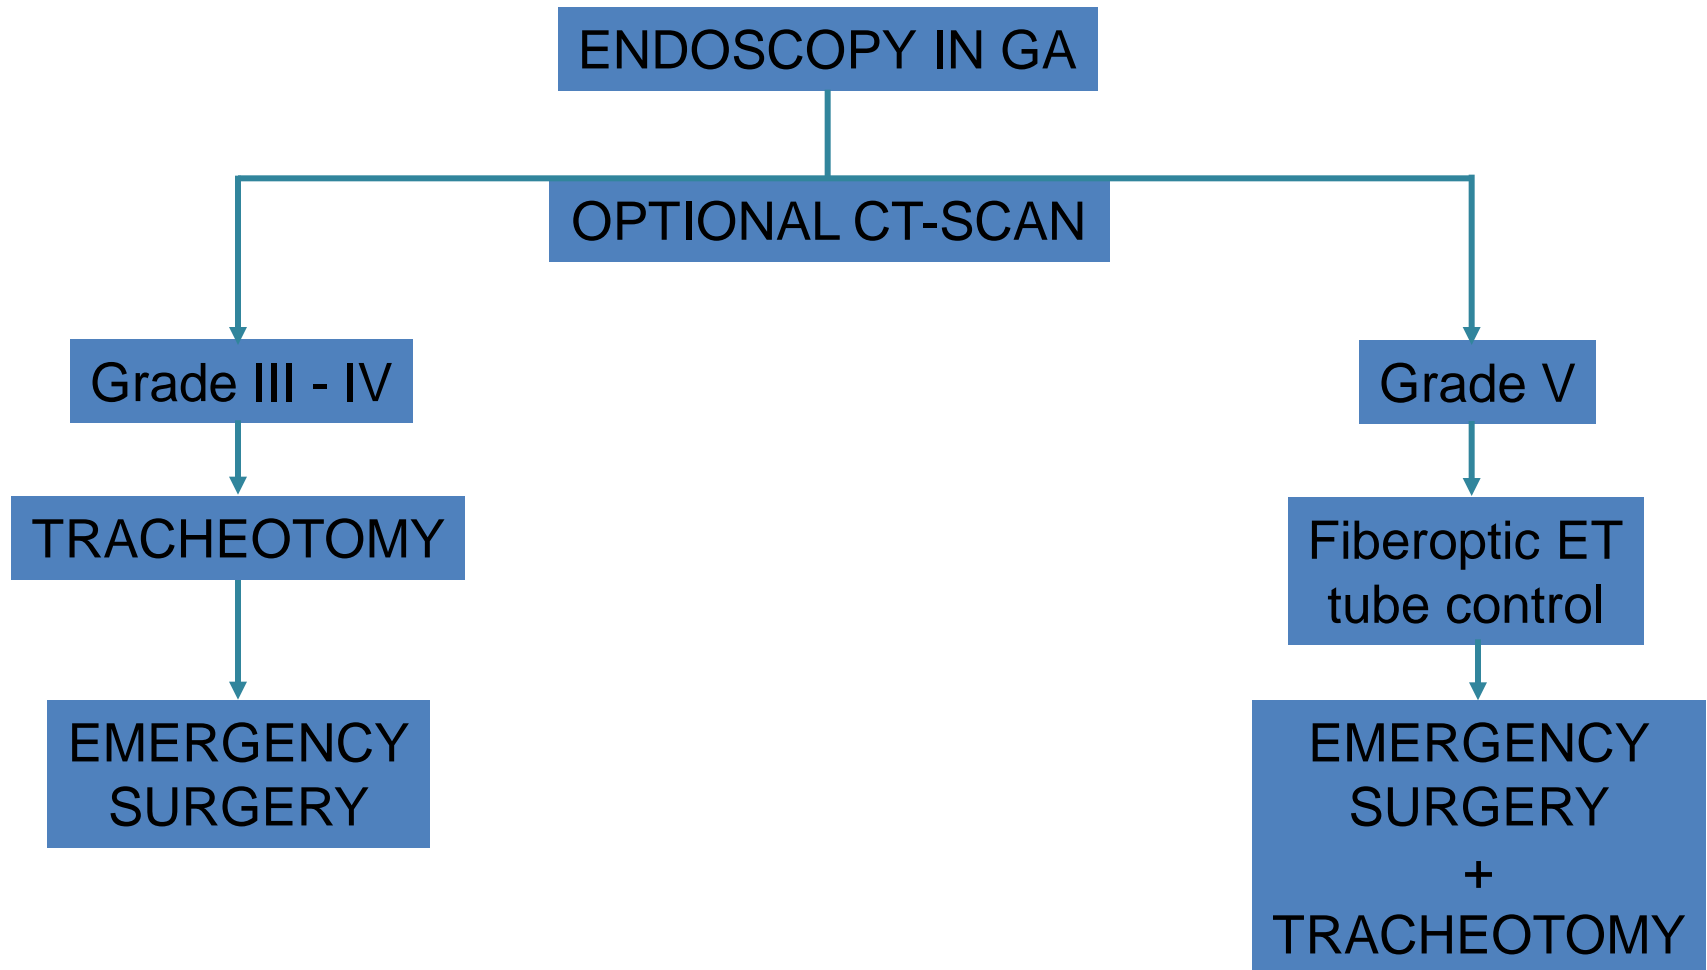 ENDOSCOPY IN GA
OPTIONAL CT-SCAN
Grade III - IV
TRACHEOTOMY
EMERGENCY
SURGERY
Grade V
Fiberoptic ET
tube control
EMERGENCY
SURGERY
+
TRACHEOTOMY